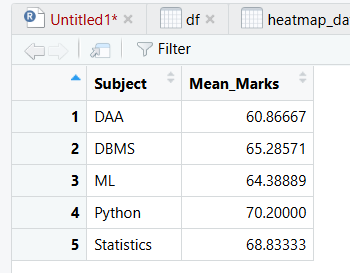 Untitled1* × df × heatmap_da
Filter
Subject Mean_Marks
1 DAA 60.86667
2 DBMS 65.28571
3 ML 64.38889
4 Python 70.20000
5 Statistics 68.83333